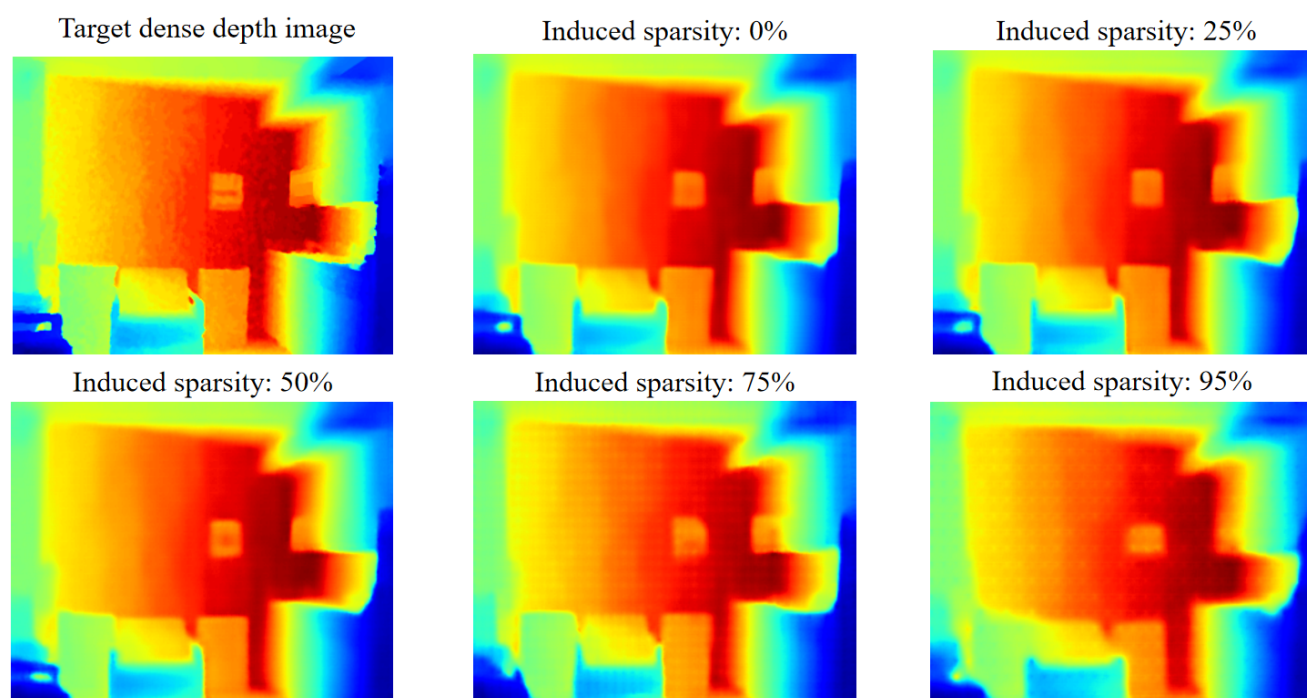 Target dense depth image
Induced sparsity: 0%
Induced sparsity: 25%
Induced sparsity: 50%
Induced sparsity: 75%
Induced sparsity: 95%